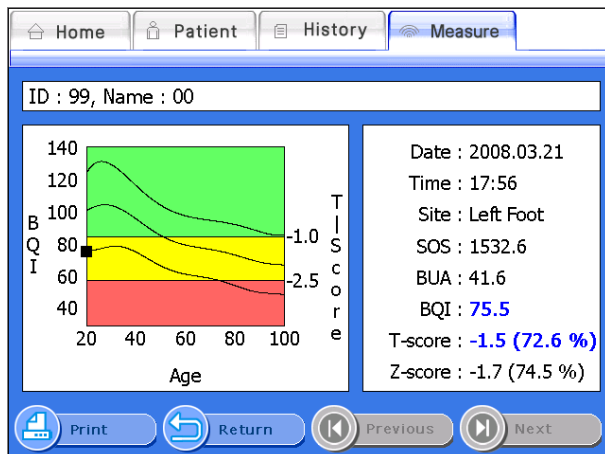 Home
Patient
History
Measure
ID : 99, Name : 00
140
120
100
80
60
40
BQI
20
40
60
80
100
Age
-1.0
-2.5
T|Score
Date : 2008.03.21
Time : 17:56
Site : Left Foot
SOS : 1532.6
BUA : 41.6
BQI : 75.5
T-score : -1.5 (72.6 %)
Z-score : -1.7 (74.5 %)
Print
Return
Previous
Next